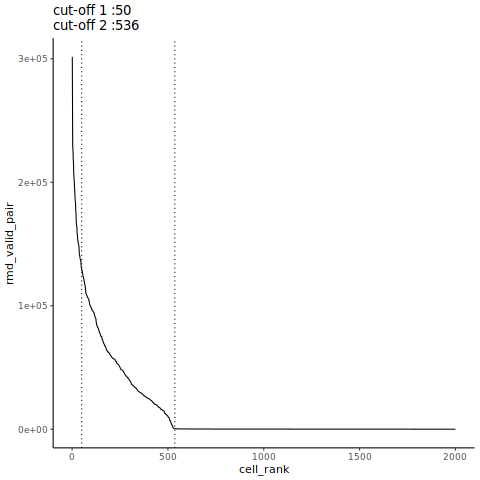 cut-off 1 :50
cut-off 2 :536
3e+05
2e+05
1e+05
0e+00
rmd_valid_pair
0
500
1000
1500
2000
cell_rank